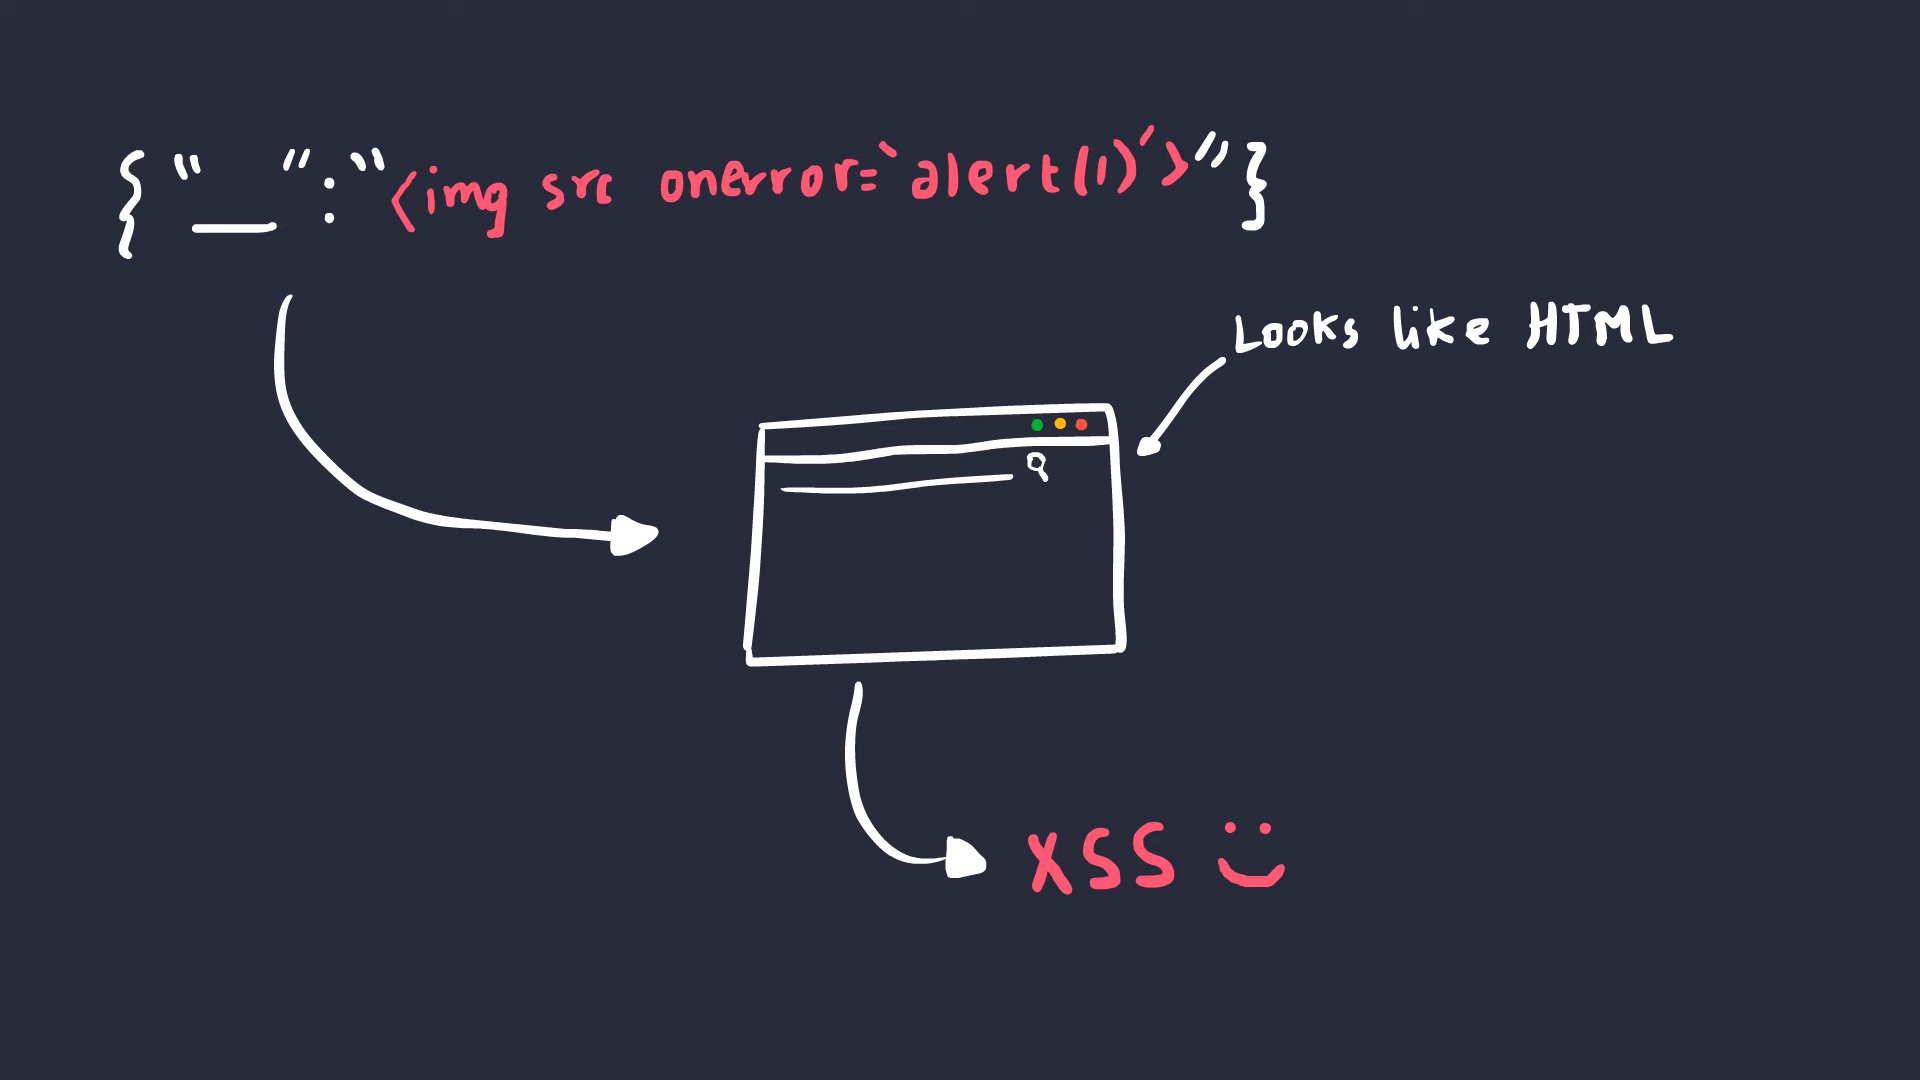 {"__":"<img src onerror=`alert(1)'>"}
Looks like HTML
XSS :)